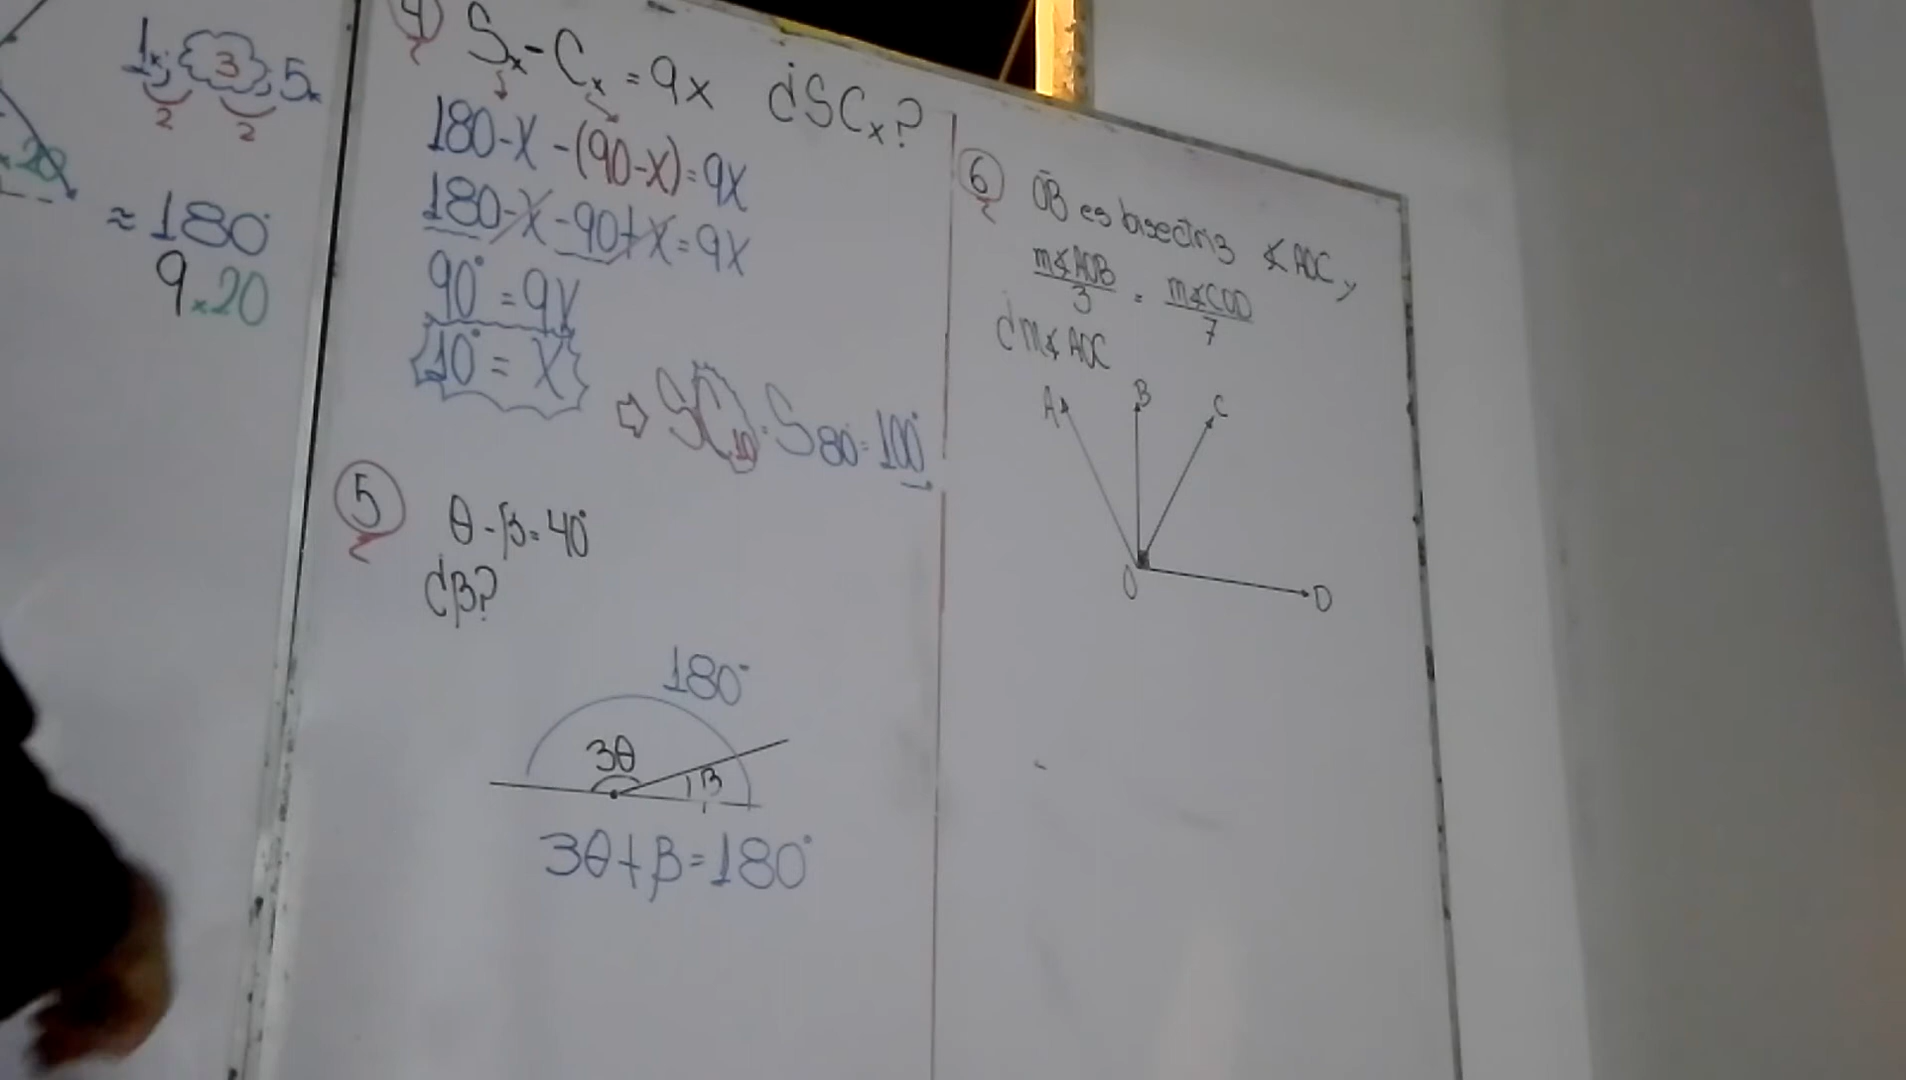 1x; 3; 5x
2 2
≈ 180°
9x20
4) Sx - Cx = 9x ¿SCx?
180-X - (90-X) = 9X
180-X - 90+X = 9X
90° = 9X
10° = X
⇨ SC10 = S80 = 100°
5
θ - β = 40°
¿β?
180°
3θ β
3θ + β = 180°
6 OB es bisectriz ∡AOC, y
m∡AOB/3 = m∡COD/7
¿m∡AOC
A B C
O D